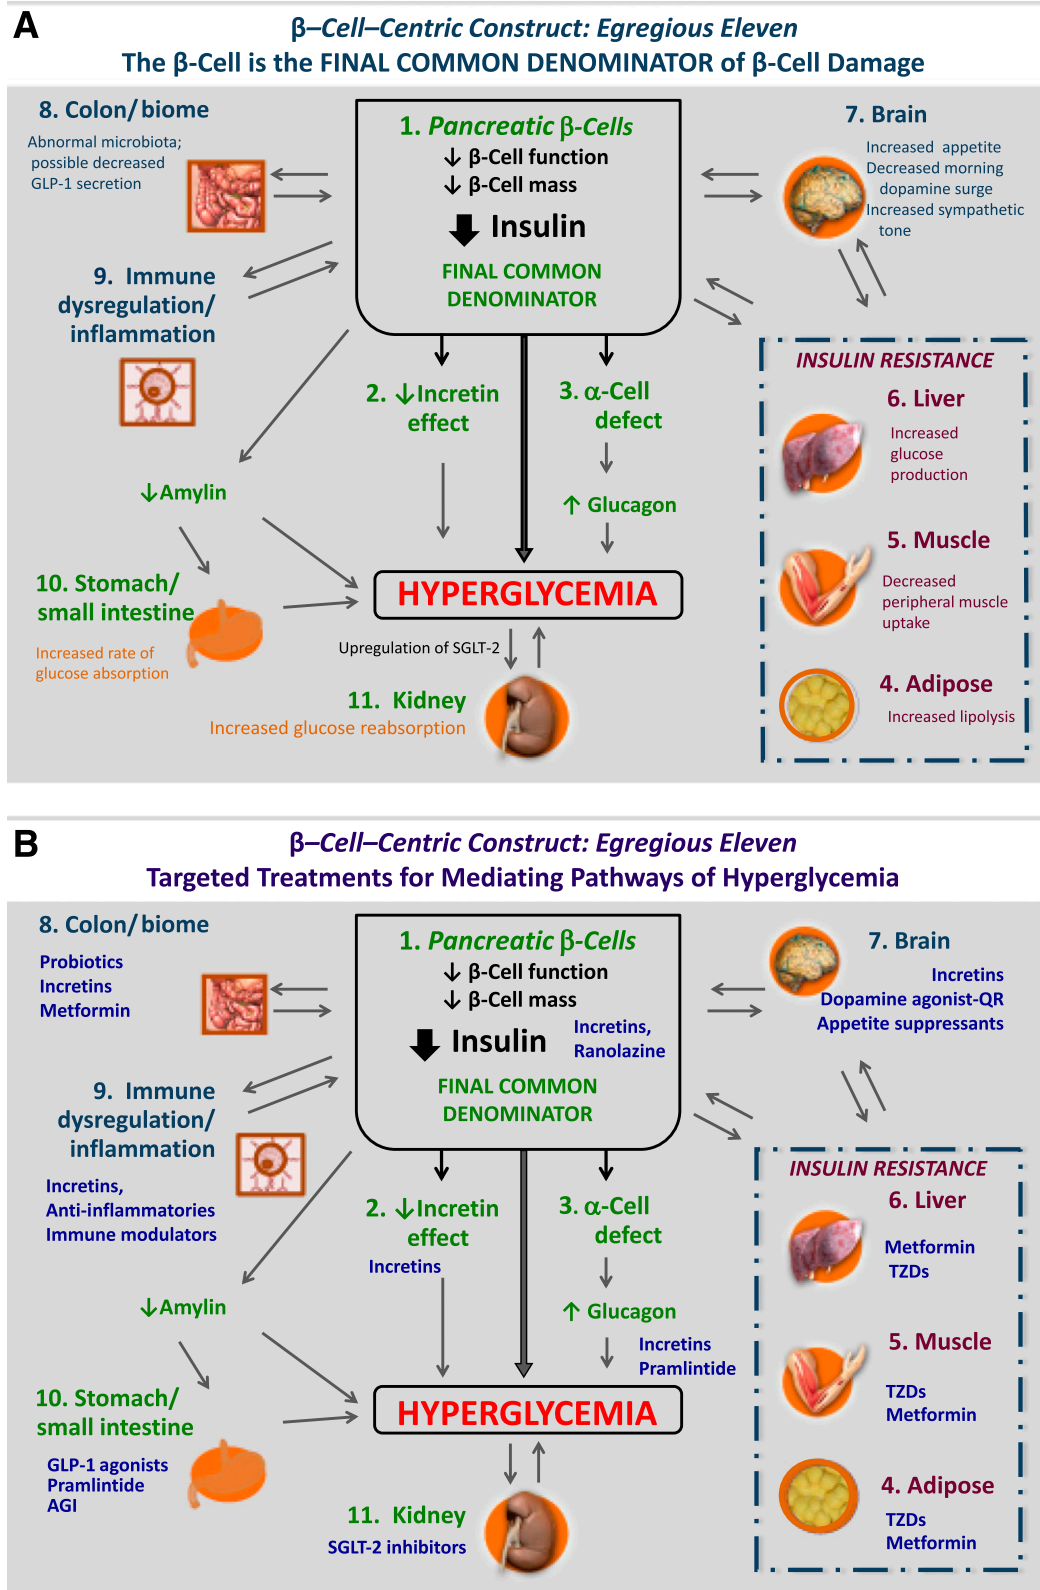 A
β–Cell–Centric Construct: Egregious Eleven
The β-Cell is the FINAL COMMON DENOMINATOR of β-Cell Damage
8. Colon/biome
Abnormal microbiota;
possible decreased
GLP-1 secretion
1. Pancreatic β-Cells
↓ β-Cell function
↓ β-Cell mass
Insulin
FINAL COMMON
DENOMINATOR
7. Brain
Increased appetite
Decreased morning
dopamine surge
Increased sympathetic
tone
9. Immune
dysregulation/
inflammation
2. ↓Incretin
effect
3. α-Cell
defect
↑ Glucagon
↓Amylin
10. Stomach/
small intestine
Increased rate of
glucose absorption
HYPERGLYCEMIA
Upregulation of SGLT-2
11. Kidney
Increased glucose reabsorption
INSULIN RESISTANCE
6. Liver
Increased
glucose
production
5. Muscle
Decreased
peripheral muscle
uptake
4. Adipose
Increased lipolysis
B
β–Cell–Centric Construct: Egregious Eleven
Targeted Treatments for Mediating Pathways of Hyperglycemia
8. Colon/biome
Probiotics
Incretins
Metformin
1. Pancreatic β-Cells
↓ β-Cell function
↓ β-Cell mass
Insulin
Incretins,
Ranolazine
FINAL COMMON
DENOMINATOR
7. Brain
Incretins
Dopamine agonist-QR
Appetite suppressants
9. Immune
dysregulation/
inflammation
Incretins,
Anti-inflammatories
Immune modulators
2. ↓Incretin
effect
Incretins
3. α-Cell
defect
↑ Glucagon
Incretins
Pramlintide
↓Amylin
10. Stomach/
small intestine
GLP-1 agonists
Pramlintide
AGI
HYPERGLYCEMIA
11. Kidney
SGLT-2 inhibitors
INSULIN RESISTANCE
6. Liver
Metformin
TZDs
5. Muscle
TZDs
Metformin
4. Adipose
TZDs
Metformin